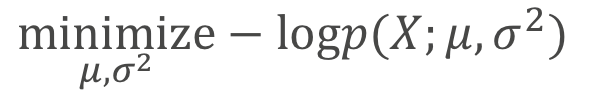 minimize − logp(X; μ, σ²)
μ,σ²